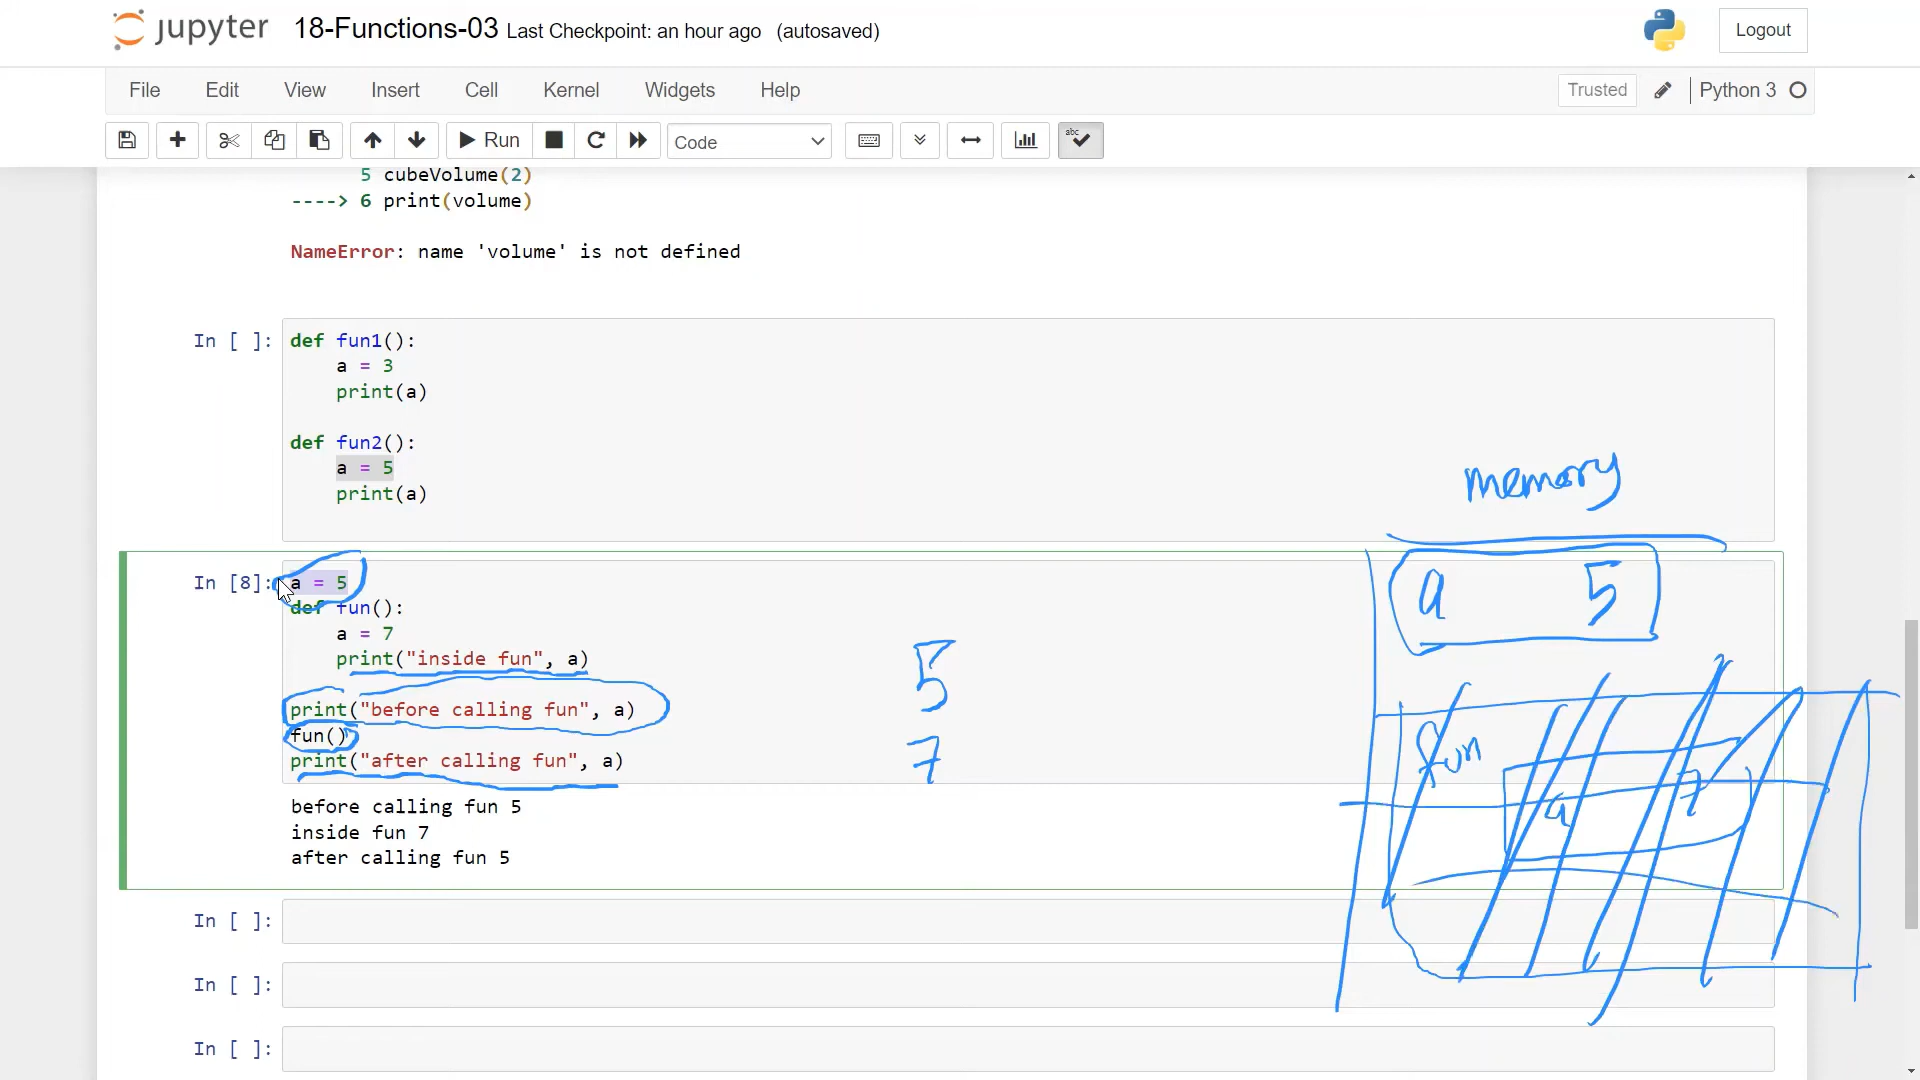 jupyter 18-Functions-03 Last Checkpoint: an hour ago (autosaved)
Logout
File Edit View Insert Cell Kernel Widgets Help
Trusted Python 3
Run Code abc
5 cubeVolume(2)
----> 6 print(volume)
NameError: name 'volume' is not defined
In [ ]: def fun1():
    a = 3
    print(a)
def fun2():
    a = 5
    print(a)
memory
In [8]: a = 5
def fun():
    a = 7
    print("inside fun", a)
print("before calling fun", a)
fun()
print("after calling fun", a)
a 5
5
7
fun
a 7
before calling fun 5
inside fun 7
after calling fun 5
In [ ]:
In [ ]:
In [ ]: